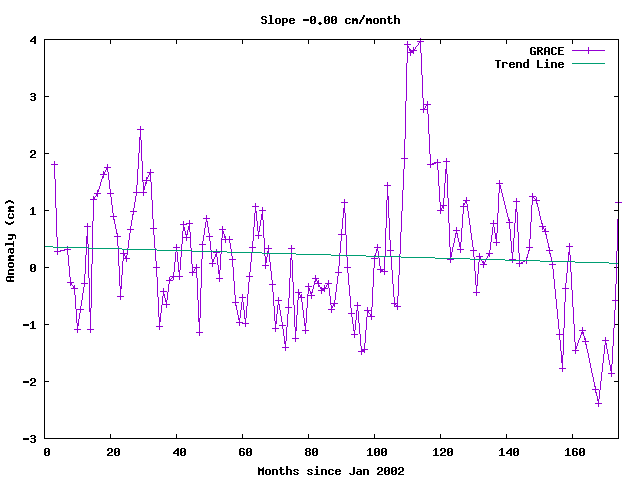 Slope -0.00 cm/month
GRACE
Trend Line
Anomaly (cm)
4
3
2
1
0
-1
-2
-3
0 20 40 60 80 100 120 140 160
Months since Jan 2002